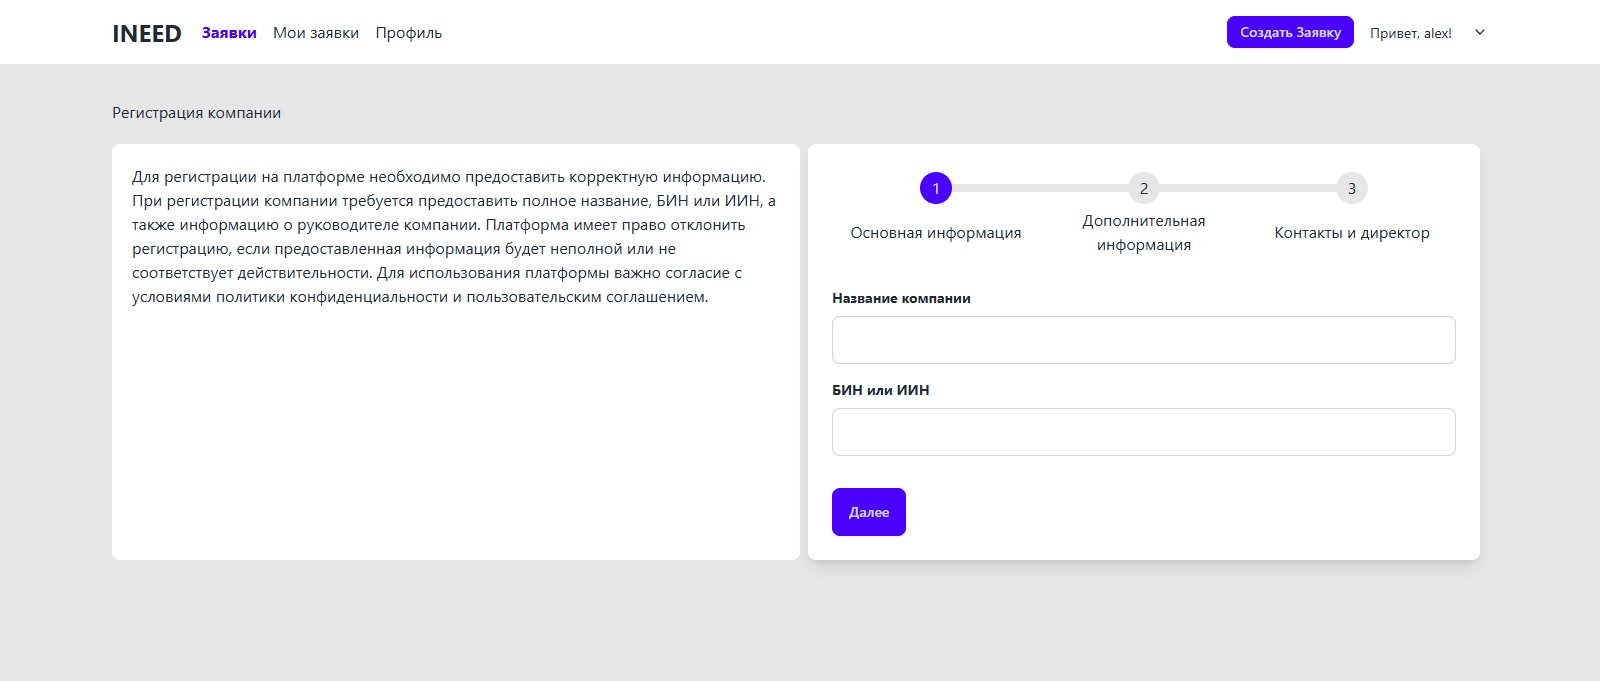 INEED Заявки Мои заявки Профиль Создать Заявку Привет, alex!
Регистрация компании
Для регистрации на платформе необходимо предоставить корректную информацию.
При регистрации компании требуется предоставить полное название, БИН или ИИН, а
также информацию о руководителе компании. Платформа имеет право отклонить
регистрацию, если предоставленная информация будет неполной или не
соответствует действительности. Для использования платформы важно согласие с
условиями политики конфиденциальности и пользовательским соглашением.
1 2 3
Основная информация
Дополнительная
информация
Контакты и директор
Название компании
БИН или ИИН
Далее